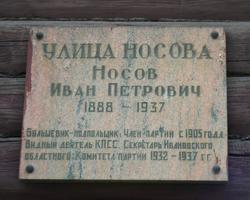 УЛИЦА НОСОВА
НОСОВ
ИВАН ПЕТРОВИЧ
1888 - 1937
Большевик-подпольщик. Член партии с 1905 года.
Видный деятель КПСС. Секретарь Ивановского
областного Комитета партии 1932 - 1937 г.г.